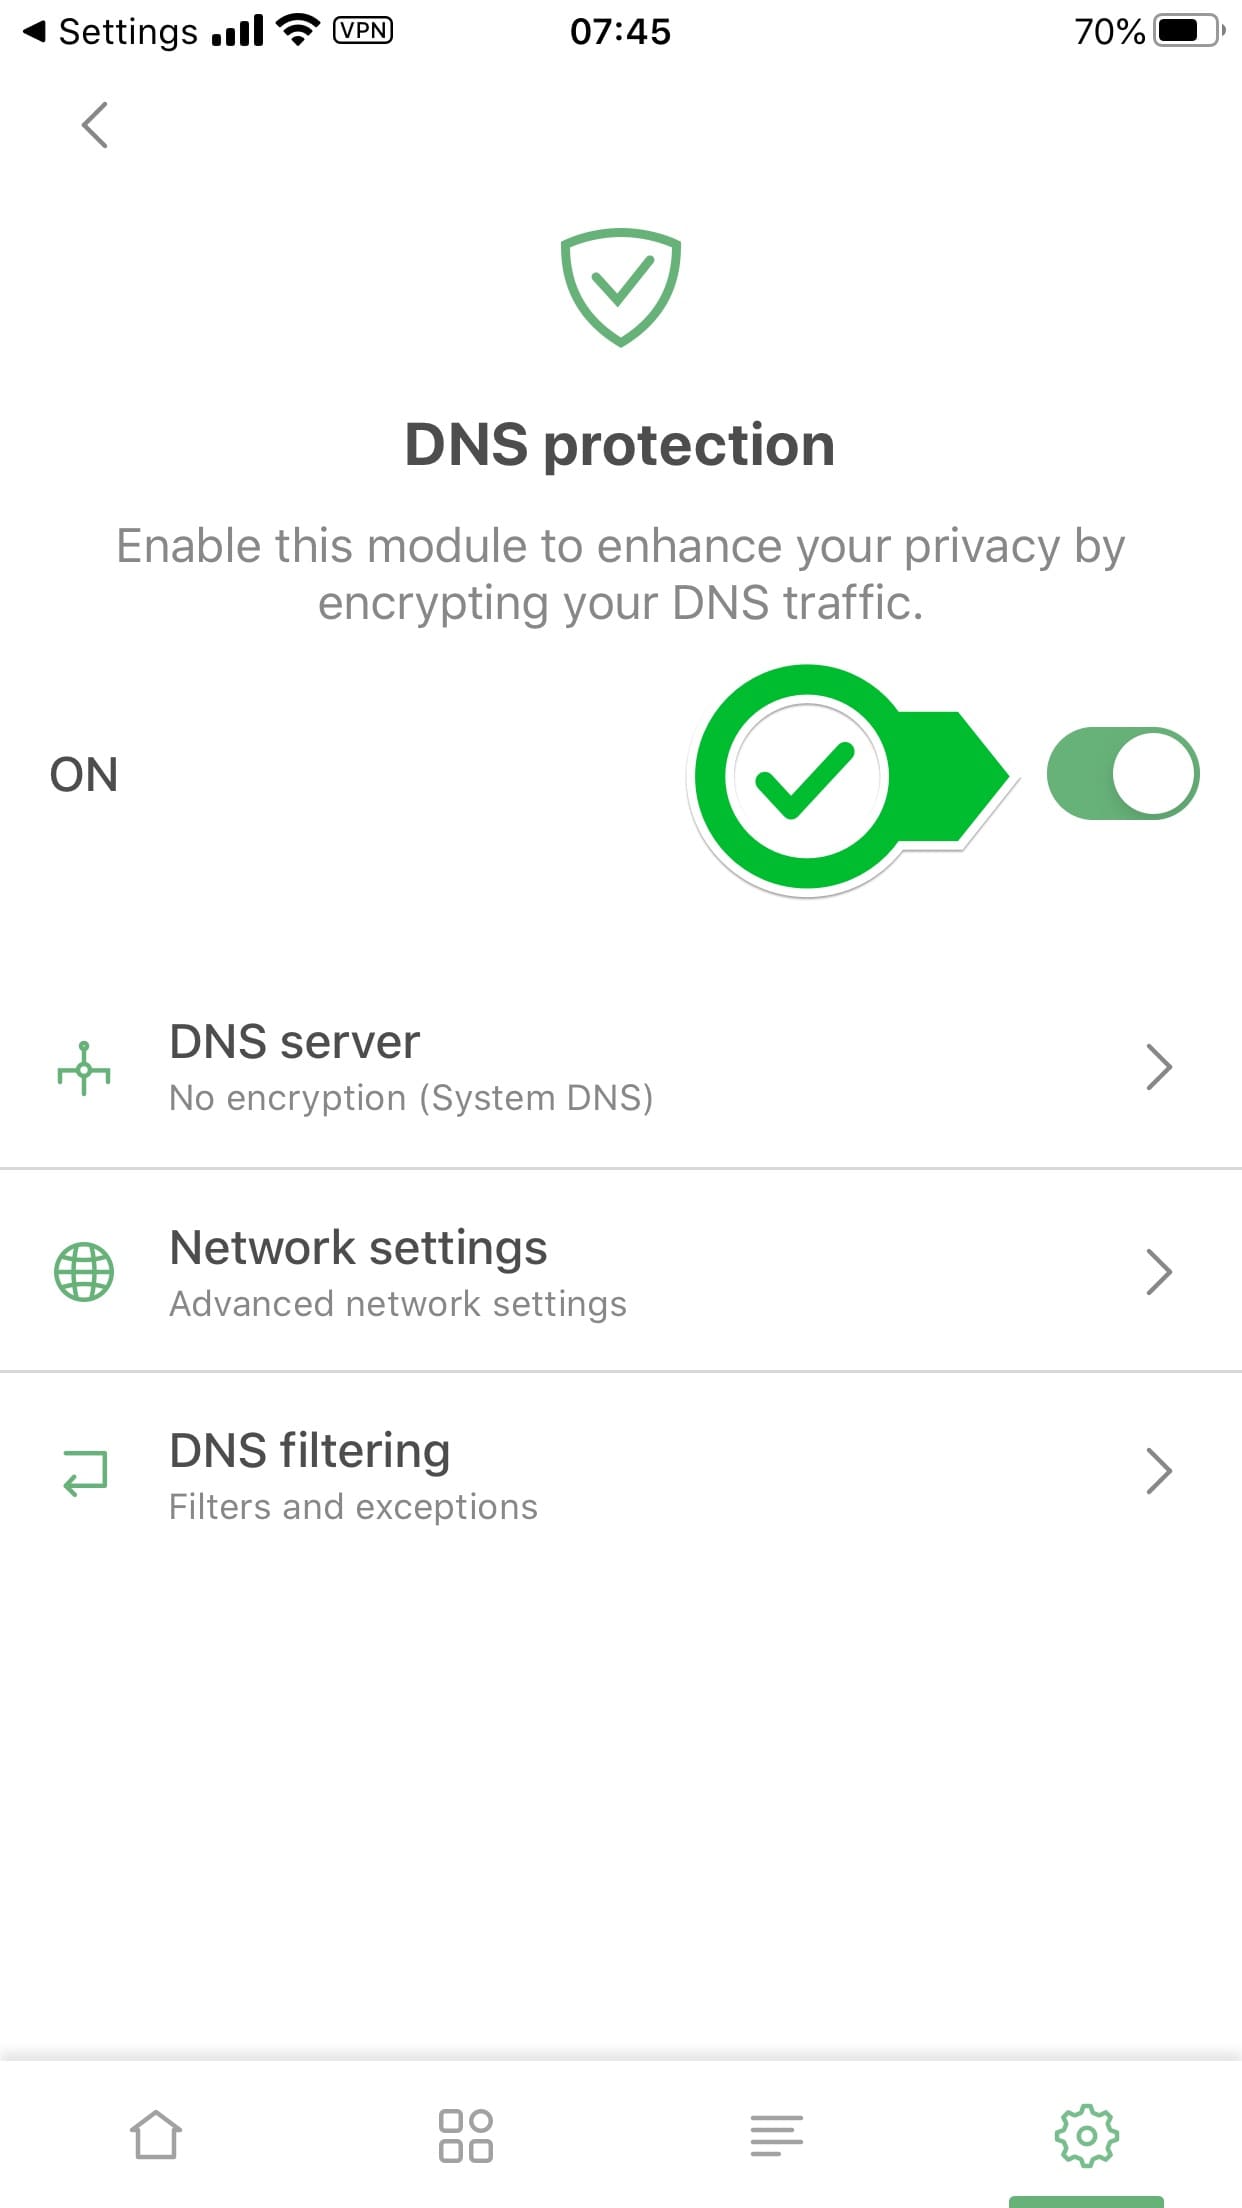 Settings VPN 07:45 70%
DNS protection
Enable this module to enhance your privacy by
encrypting your DNS traffic.
ON
DNS server
No encryption (System DNS)
Network settings
Advanced network settings
DNS filtering
Filters and exceptions